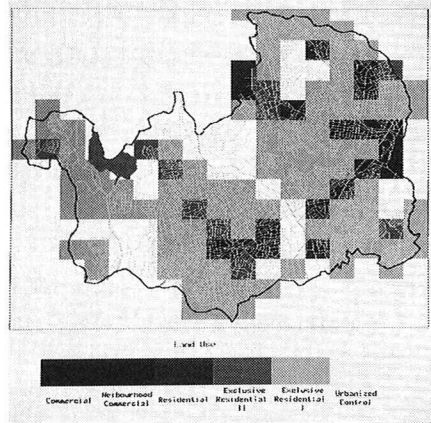 Land Use
Commercial
Neibourhood
Commercial
Residential
Exclusive
Residential
II
Exclusive
Residential
I
Urbanized
Control